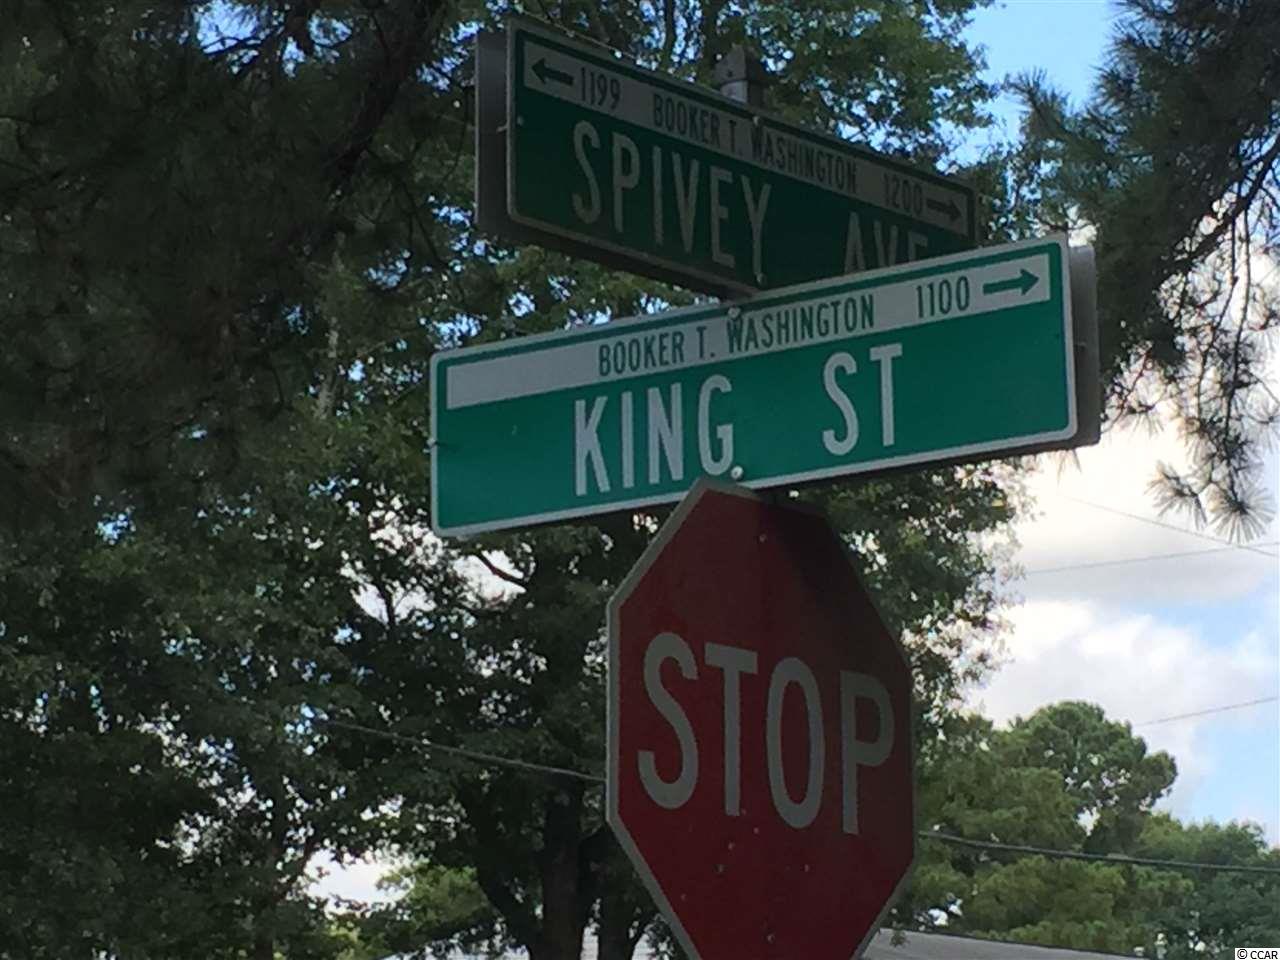 ← 1199 BOOKER T. WASHINGTON 1200 →
SPIVEY AVE
BOOKER T. WASHINGTON 1100 →
KING ST
STOP
© CCAR